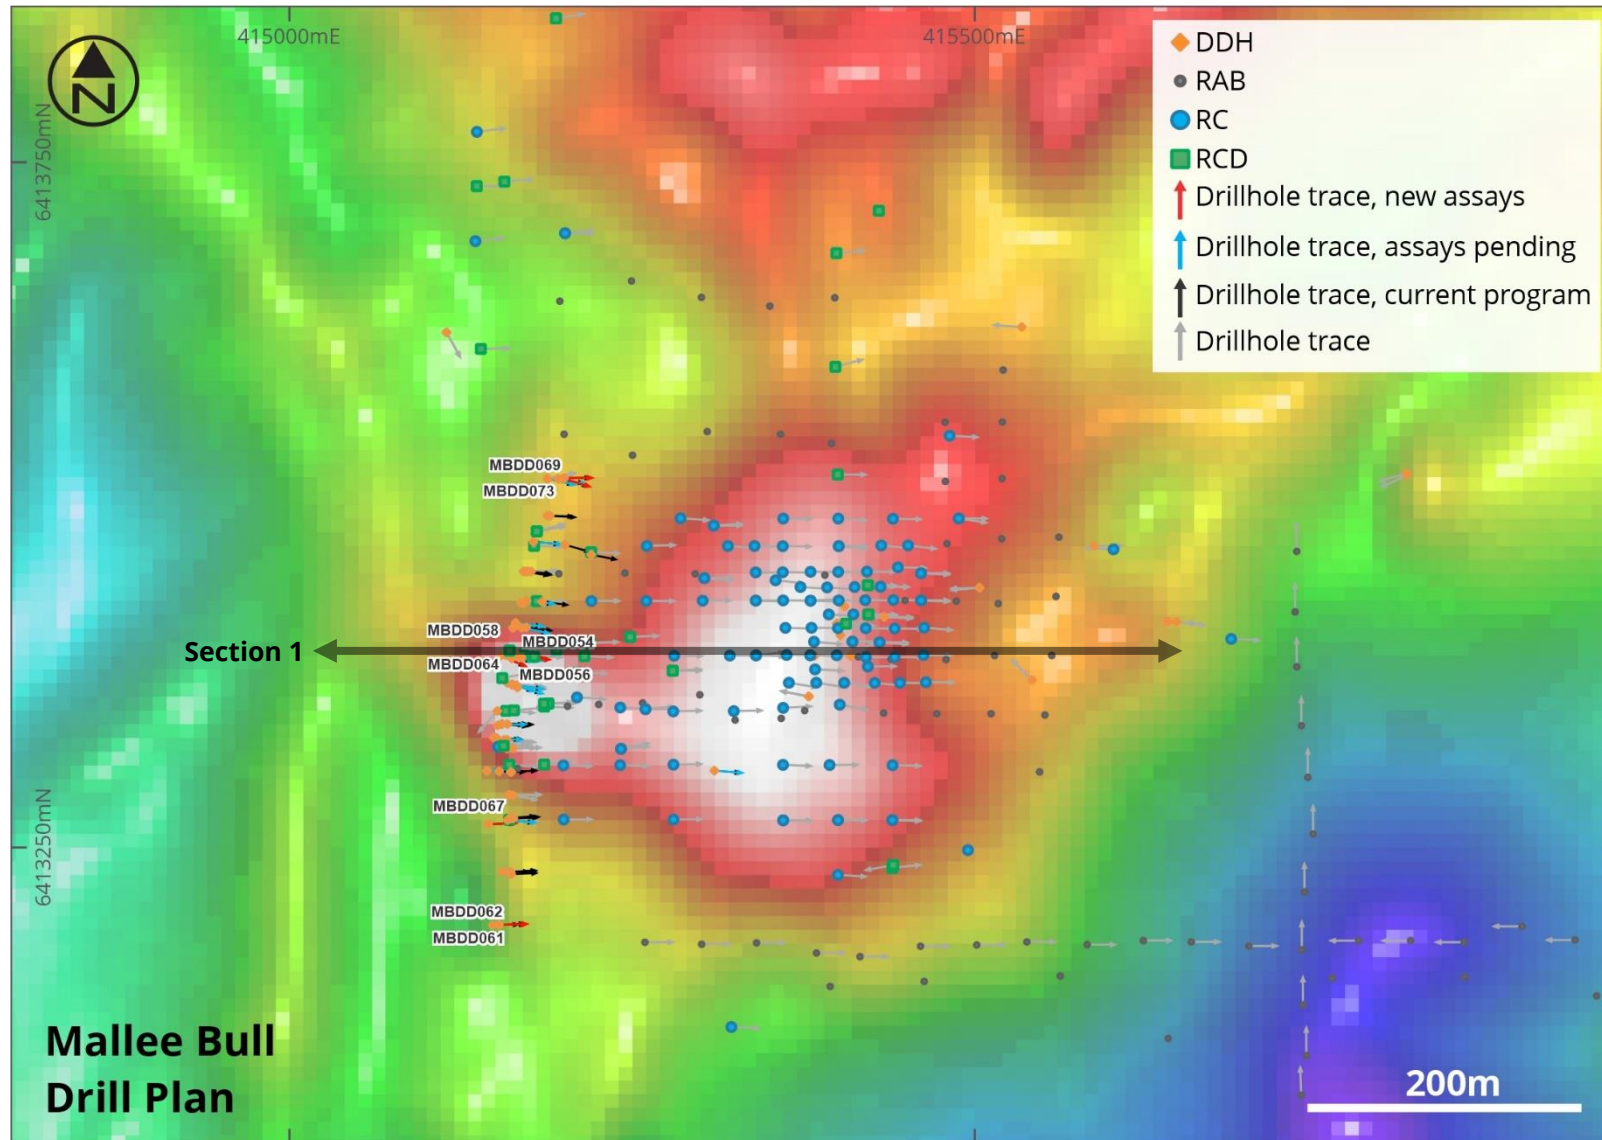 415000mE
415500mE
N
6413750mN
6413250mN
DDH
RAB
RC
RCD
Drillhole trace, new assays
Drillhole trace, assays pending
Drillhole trace, current program
Drillhole trace
MBDD069
MBDD073
MBDD058
MBDD054
Section 1
MBDD064
MBDD056
MBDD067
MBDD062
MBDD061
Mallee Bull
Drill Plan
200m